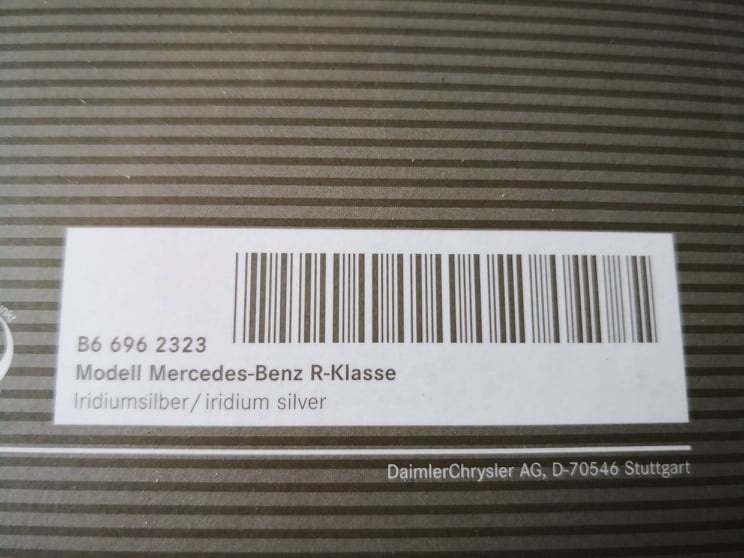 B6 696 2323
Modell Mercedes-Benz R-Klasse
Iridiumsilber/iridium silver
DaimlerChrysler AG, D-70546 Stuttgart